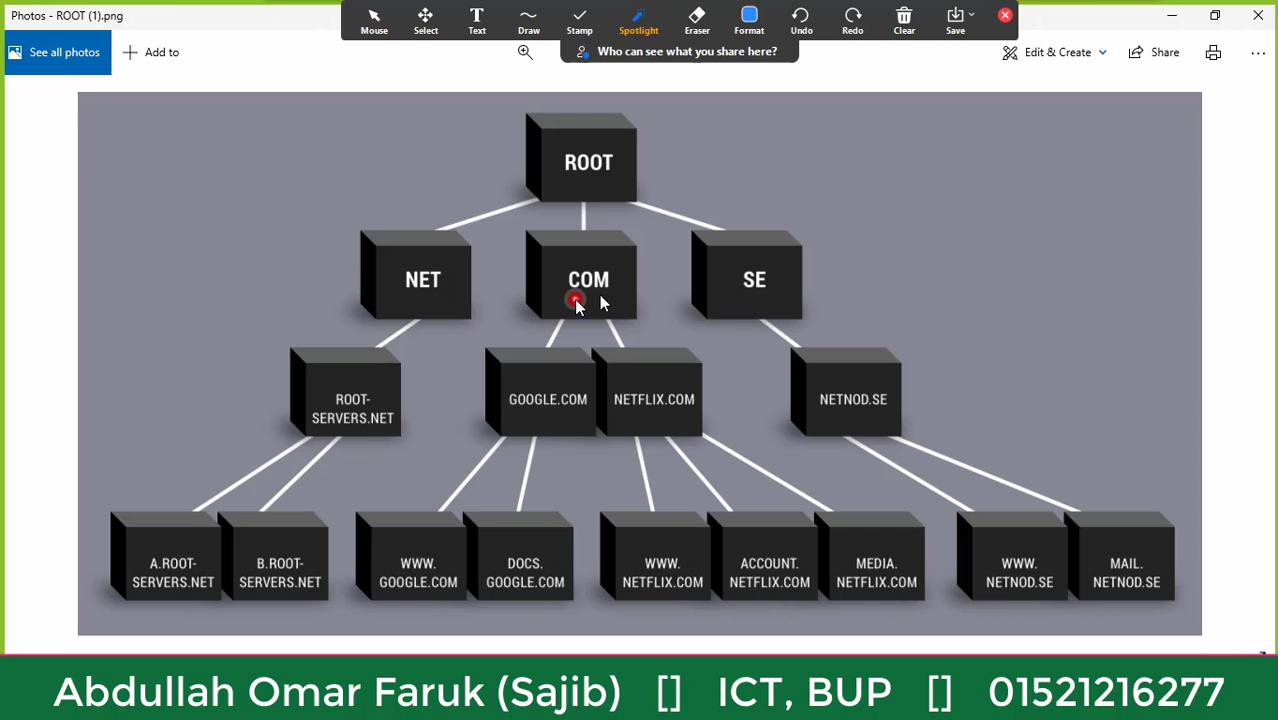 Photos - ROOT (1).png
Mouse Select Text Draw Stamp Spotlight Eraser Format Undo Redo Clear Save
See all photos Add to Who can see what you share here? Edit & Create Share
ROOT
NET COM SE
ROOT-
SERVERS.NET
GOOGLE.COM
NETFLIX.COM
NETNOD.SE
A.ROOT-
SERVERS.NET
B.ROOT-
SERVERS.NET
WWW.
GOOGLE.COM
DOCS.
GOOGLE.COM
WWW.
NETFLIX.COM
ACCOUNT.
NETFLIX.COM
MEDIA.
NETFLIX.COM
WWW.
NETNOD.SE
MAIL.
NETNOD.SE
Abdullah Omar Faruk (Sajib) [] ICT, BUP [] 01521216277